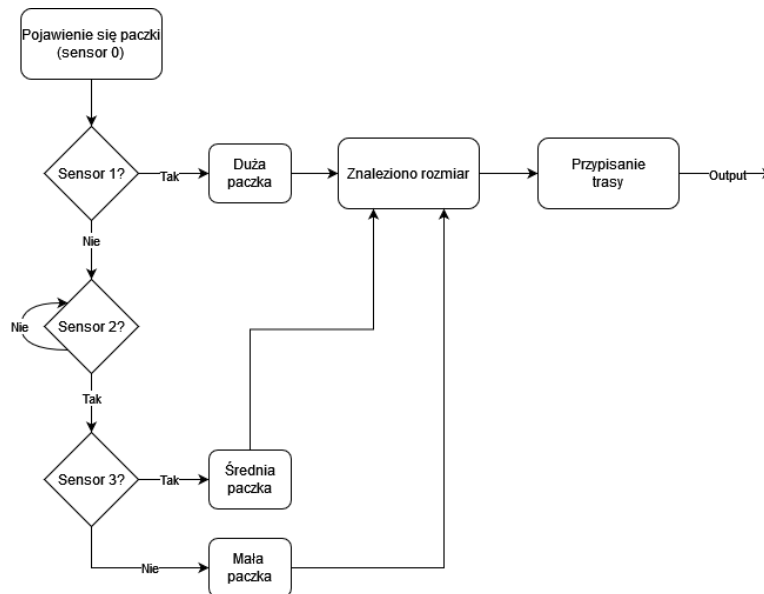 Pojawienie się paczki
(sensor 0)
Sensor 1?
Tak
Duża
paczka
Znaleziono rozmiar
Przypisanie
trasy
Output
Nie
Nie
Sensor 2?
Tak
Sensor 3?
Tak
Średnia
paczka
Nie
Mała
paczka